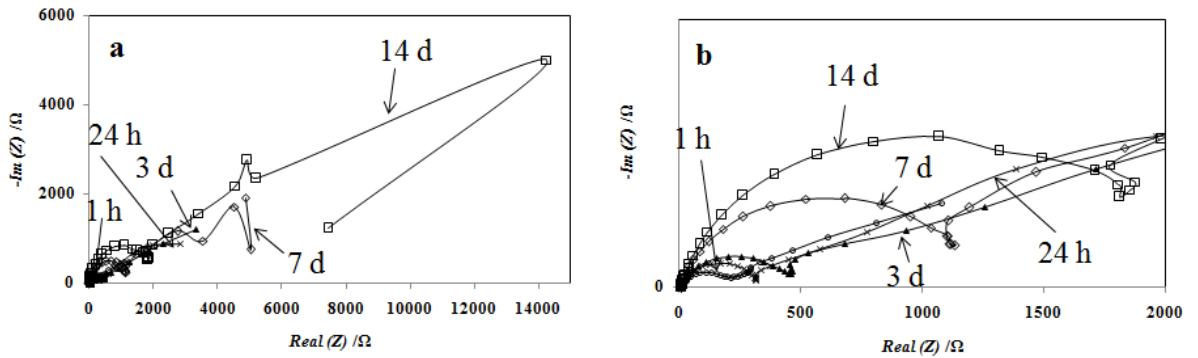 a
6000
4000
2000
0
-Im (Z) /Ω
14 d
24 h
3 d
1 h
7 d
0 2000 4000 6000 8000 10000 12000 14000
Real (Z) /Ω
b
0
-Im (Z) /Ω
14 d
1 h
7 d
24 h
3 d
0 500 1000 1500 2000
Real (Z) /Ω